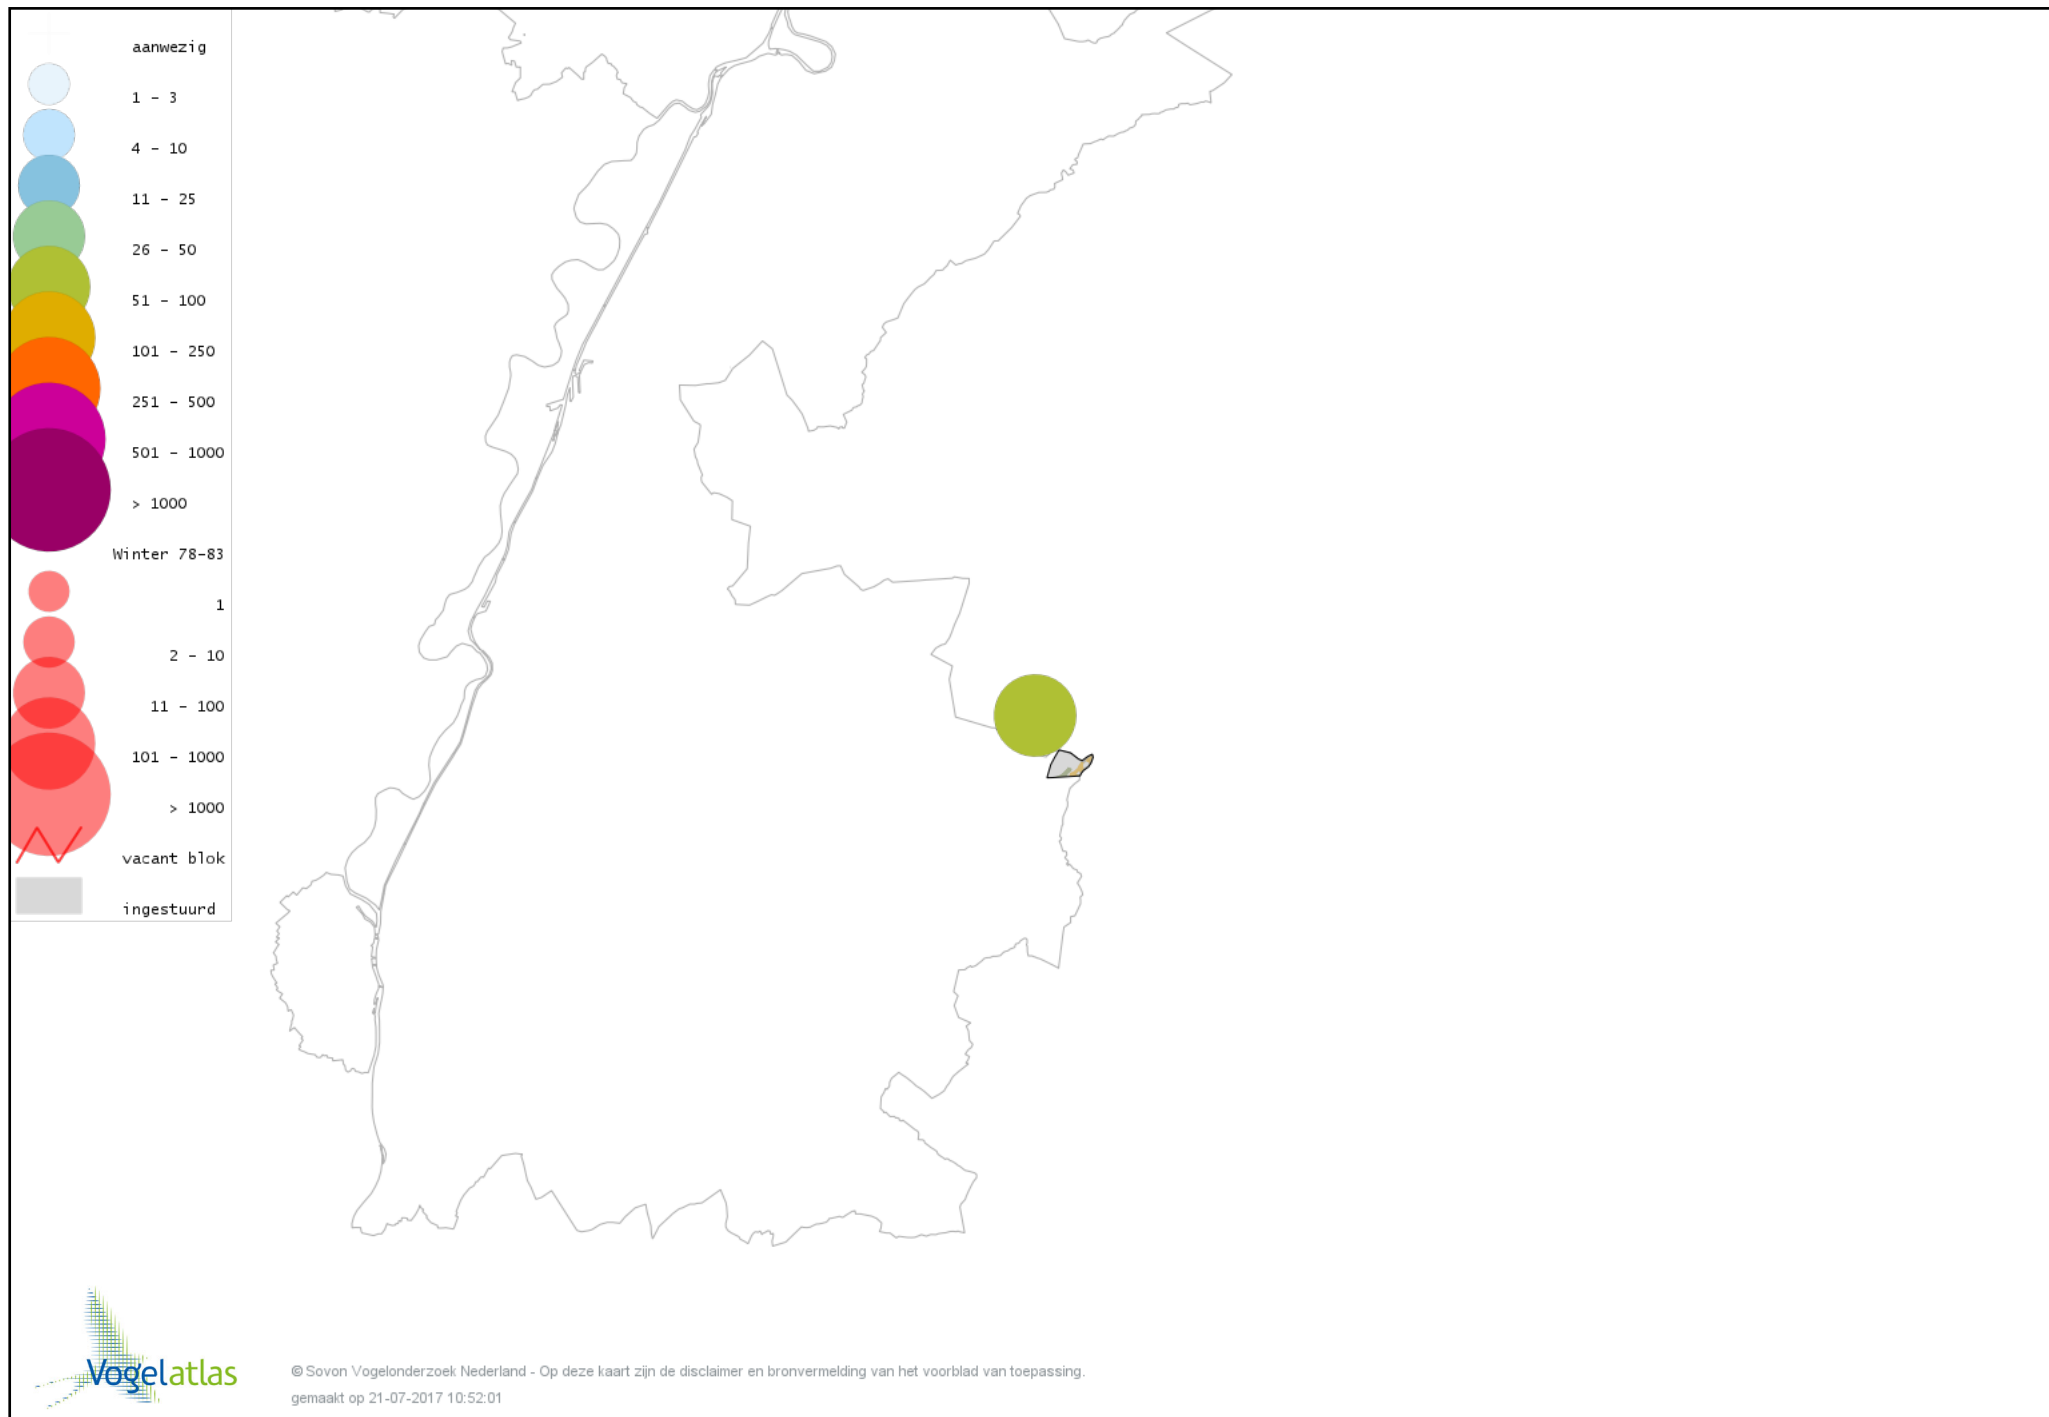 aanwezig
1 - 3
4 - 10
11 - 25
26 - 50
51 - 100
101 - 250
251 - 500
501 - 1000
> 1000
Winter 78-83
1
2 - 10
11 - 100
101 - 1000
> 1000
vacant blok
ingestuurd
Vogelatlas
© Sovon Vogelonderzoek Nederland - Op deze kaart zijn de disclaimer en bronvermelding van het voorblad van toepassing.
gemaakt op 21-07-2017 10:52:01